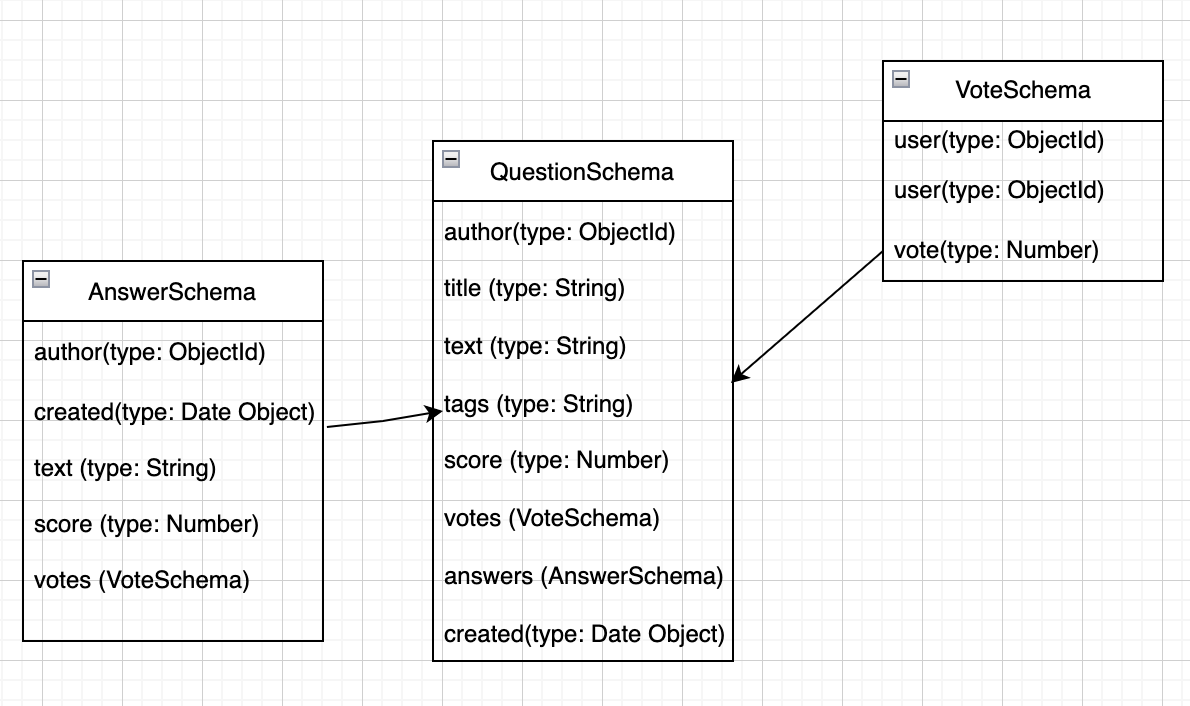 AnswerSchema
author(type: ObjectId)
created(type: Date Object)
text (type: String)
score (type: Number)
votes (VoteSchema)
QuestionSchema
author(type: ObjectId)
title (type: String)
text (type: String)
tags (type: String)
score (type: Number)
votes (VoteSchema)
answers (AnswerSchema)
created(type: Date Object)
VoteSchema
user(type: ObjectId)
user(type: ObjectId)
vote(type: Number)